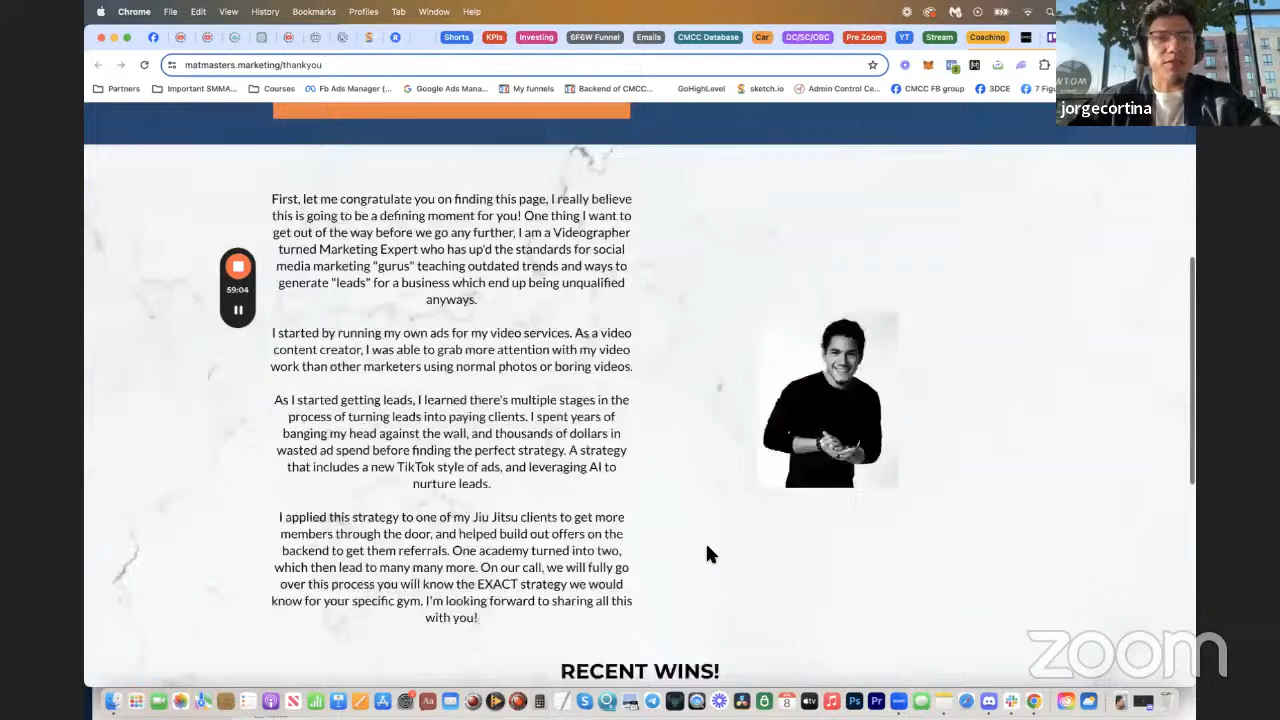 Chrome File Edit View History Bookmarks Profiles Tab Window Help
Shorts KPIs Investing 6F6W Funnel Emails CMCC Database Car DC/SC/OBC Pre Zoom YT Stream Coaching
matmasters.marketing/thankyou
Partners Important SMMA... Courses Fb Ads Manager (... Google Ads Mana... My funnels Backend of CMCC... GoHighLevel sketch.io Admin Control Ce... CMCC FB group 3DCE 7 Figu
jorgecortina
First, let me congratulate you on finding this page, I really believe
this is going to be a defining moment for you! One thing I want to
get out of the way before we go any further, I am a Videographer
turned Marketing Expert who has up'd the standards for social
media marketing "gurus" teaching outdated trends and ways to
generate "leads" for a business which end up being unqualified
anyways.
59:04
I started by running my own ads for my video services. As a video
content creator, I was able to grab more attention with my video
work than other marketers using normal photos or boring videos.
As I started getting leads, I learned there's multiple stages in the
process of turning leads into paying clients. I spent years of
banging my head against the wall, and thousands of dollars in
wasted ad spend before finding the perfect strategy. A strategy
that includes a new TikTok style of ads, and leveraging AI to
nurture leads.
I applied this strategy to one of my Jiu Jitsu clients to get more
members through the door, and helped build out offers on the
backend to get them referrals. One academy turned into two,
which then lead to many many more. On our call, we will fully go
over this process you will know the EXACT strategy we would
know for your specific gym. I'm looking forward to sharing all this
with you!
RECENT WINS!
zoom